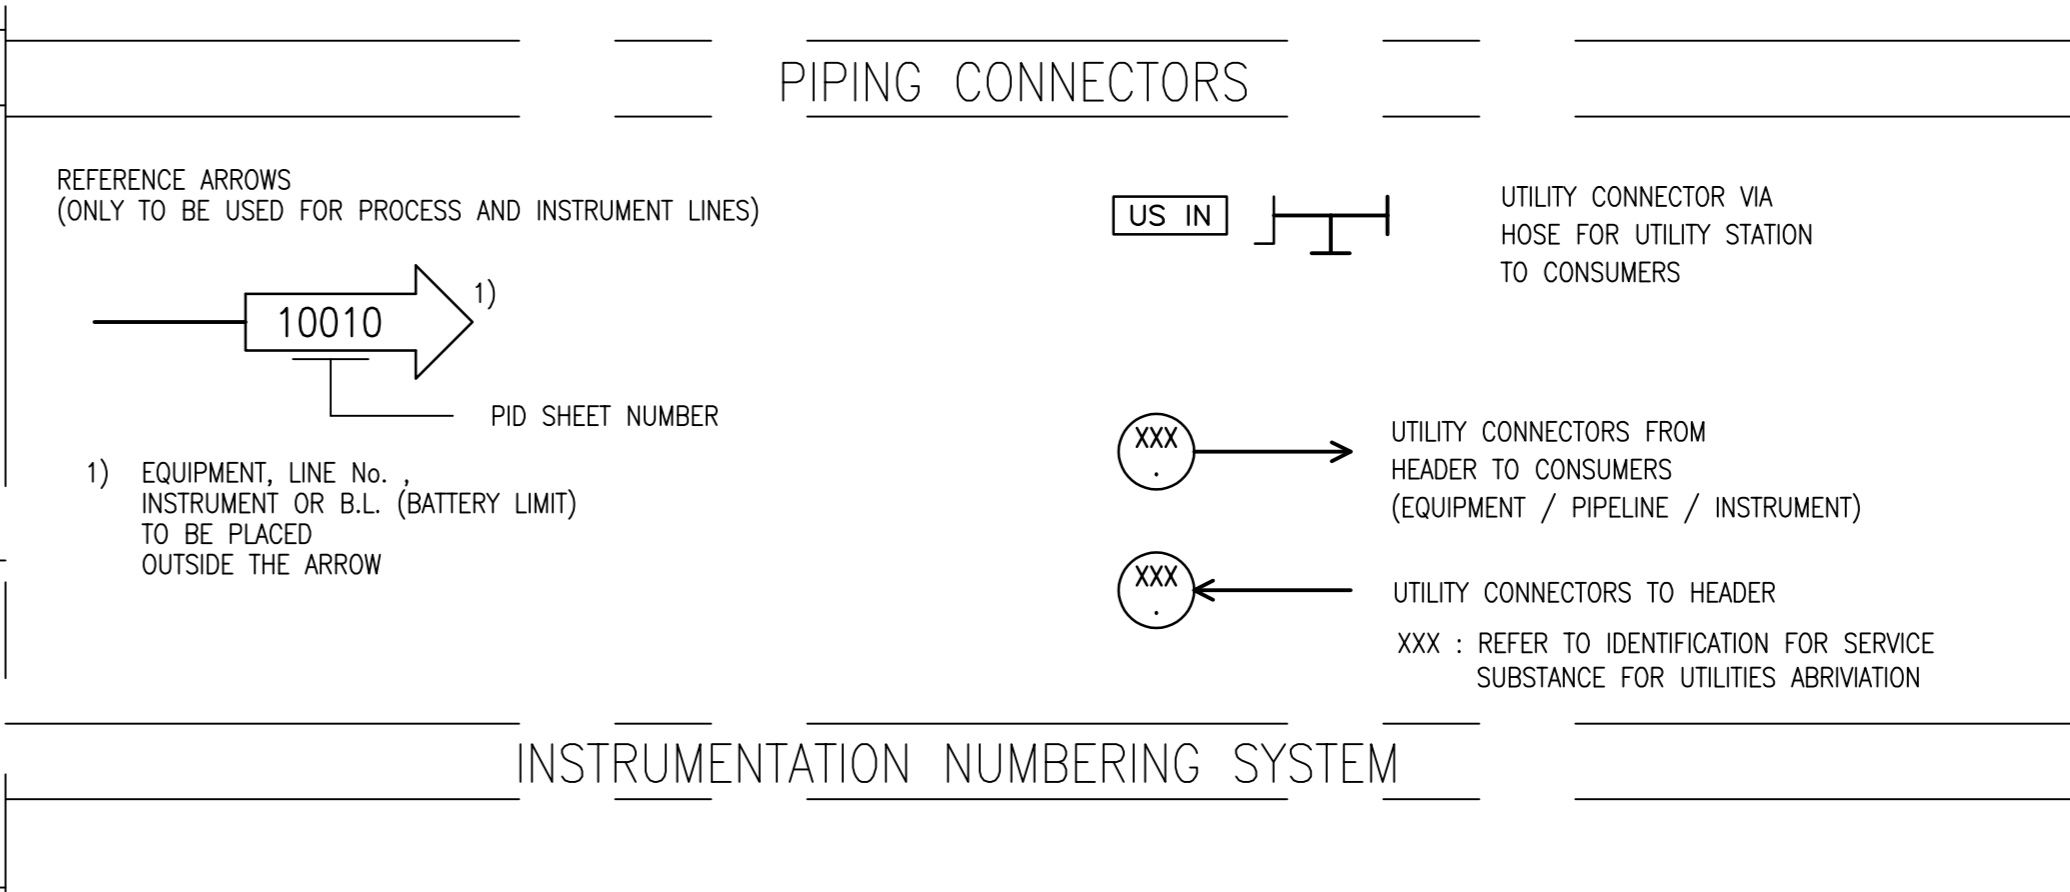 PIPING CONNECTORS
REFERENCE ARROWS
(ONLY TO BE USED FOR PROCESS AND INSTRUMENT LINES)
10010
1)
PID SHEET NUMBER
1) EQUIPMENT, LINE No. ,
INSTRUMENT OR B.L. (BATTERY LIMIT)
TO BE PLACED
OUTSIDE THE ARROW
US IN
UTILITY CONNECTOR VIA
HOSE FOR UTILITY STATION
TO CONSUMERS
XXX
.
UTILITY CONNECTORS FROM
HEADER TO CONSUMERS
(EQUIPMENT / PIPELINE / INSTRUMENT)
XXX
.
UTILITY CONNECTORS TO HEADER
XXX : REFER TO IDENTIFICATION FOR SERVICE
SUBSTANCE FOR UTILITIES ABRIVIATION
INSTRUMENTATION NUMBERING SYSTEM